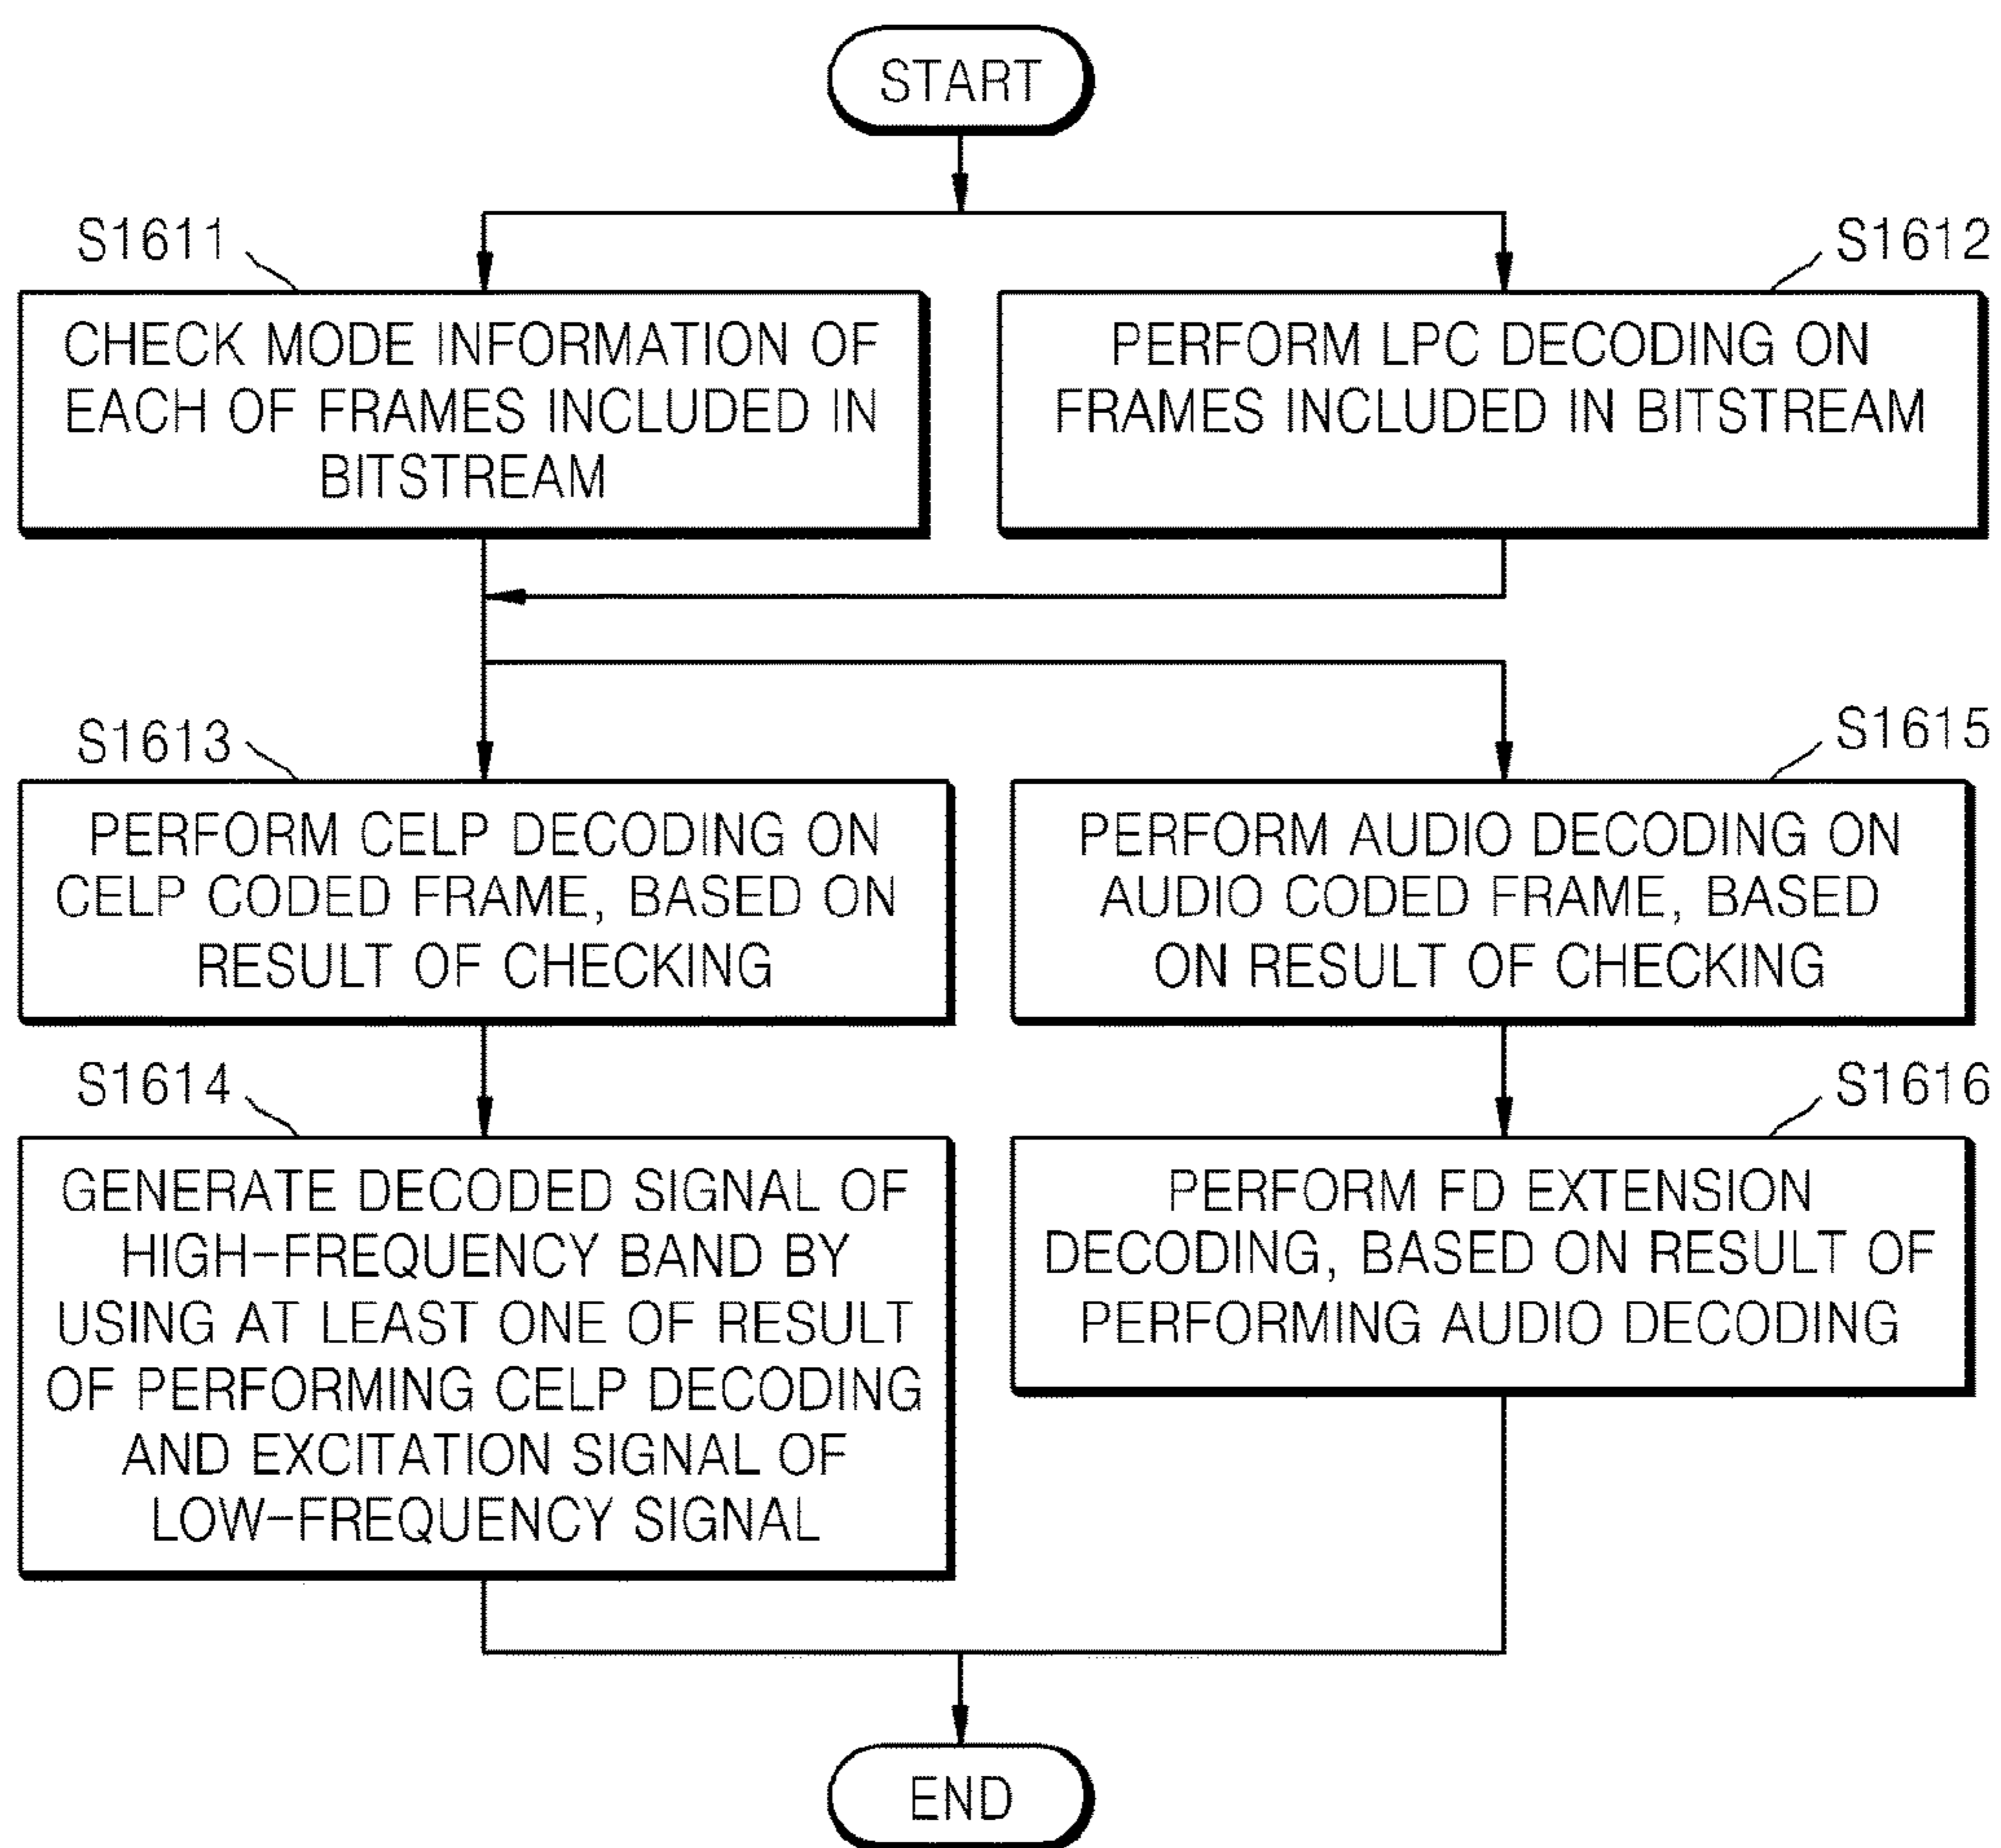 START
S1611
S1612
CHECK MODE INFORMATION OF
EACH OF FRAMES INCLUDED IN
BITSTREAM
PERFORM LPC DECODING ON
FRAMES INCLUDED IN BITSTREAM
S1613
S1615
PERFORM CELP DECODING ON
CELP CODED FRAME, BASED ON
RESULT OF CHECKING
PERFORM AUDIO DECODING ON
AUDIO CODED FRAME, BASED
ON RESULT OF CHECKING
S1614
S1616
GENERATE DECODED SIGNAL OF
HIGH-FREQUENCY BAND BY
USING AT LEAST ONE OF RESULT
OF PERFORMING CELP DECODING
AND EXCITATION SIGNAL OF
LOW-FREQUENCY SIGNAL
PERFORM FD EXTENSION
DECODING, BASED ON RESULT OF
PERFORMING AUDIO DECODING
END